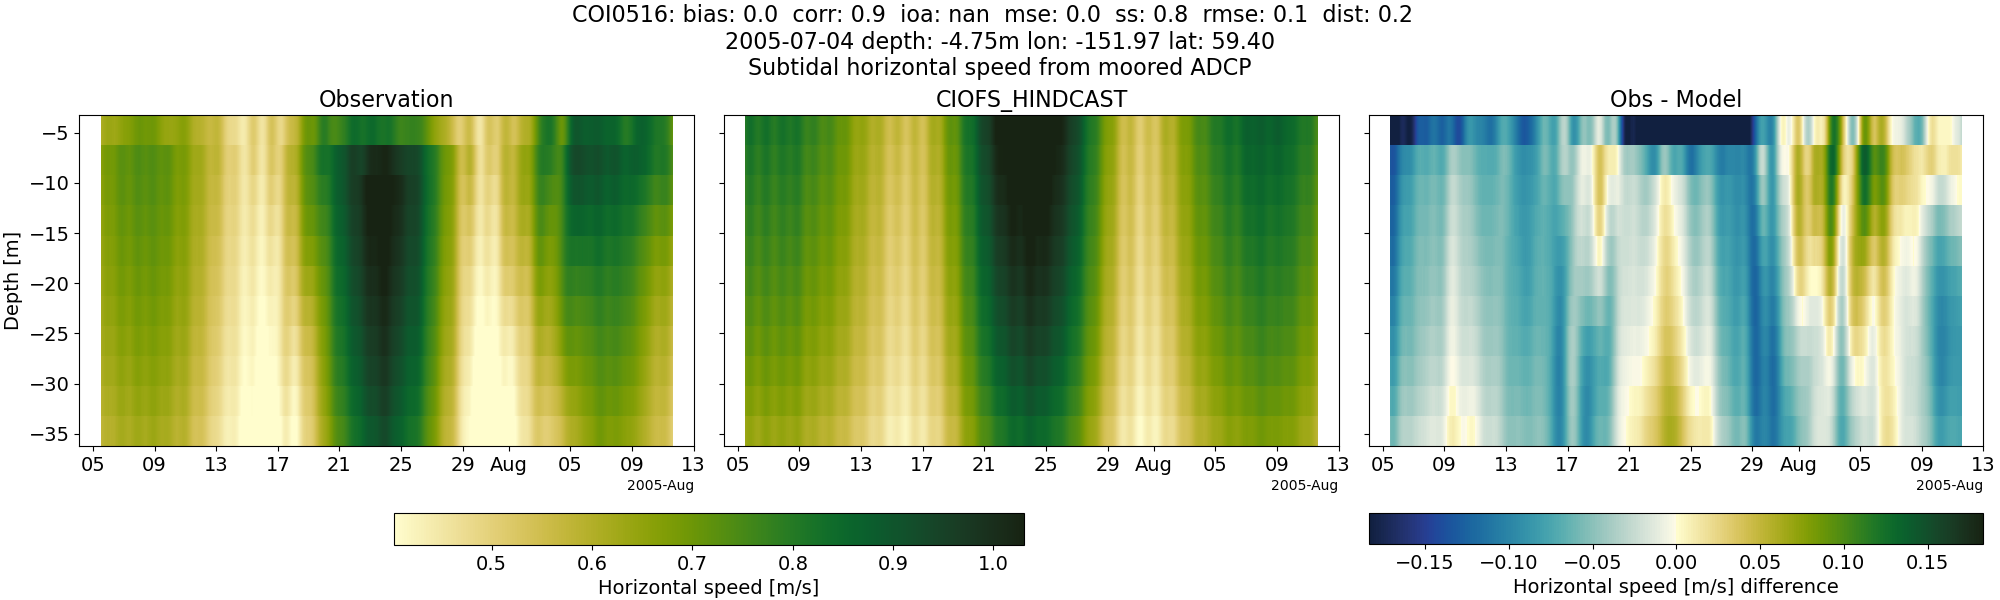 COI0516: bias: 0.0  corr: 0.9  ioa: nan  mse: 0.0  ss: 0.8  rmse: 0.1  dist: 0.2
2005-07-04 depth: -4.75m lon: -151.97 lat: 59.40
Subtidal horizontal speed from moored ADCP
Observation
CIOFS_HINDCAST
Obs - Model
Depth [m]
−5
−10
−15
−20
−25
−30
−35
05 09 13 17 21 25 29 Aug 05 09 13
2005-Aug
05 09 13 17 21 25 29 Aug 05 09 13
2005-Aug
05 09 13 17 21 25 29 Aug 05 09 13
2005-Aug
0.5 0.6 0.7 0.8 0.9 1.0
Horizontal speed [m/s]
−0.15 −0.10 −0.05 0.00 0.05 0.10 0.15
Horizontal speed [m/s] difference